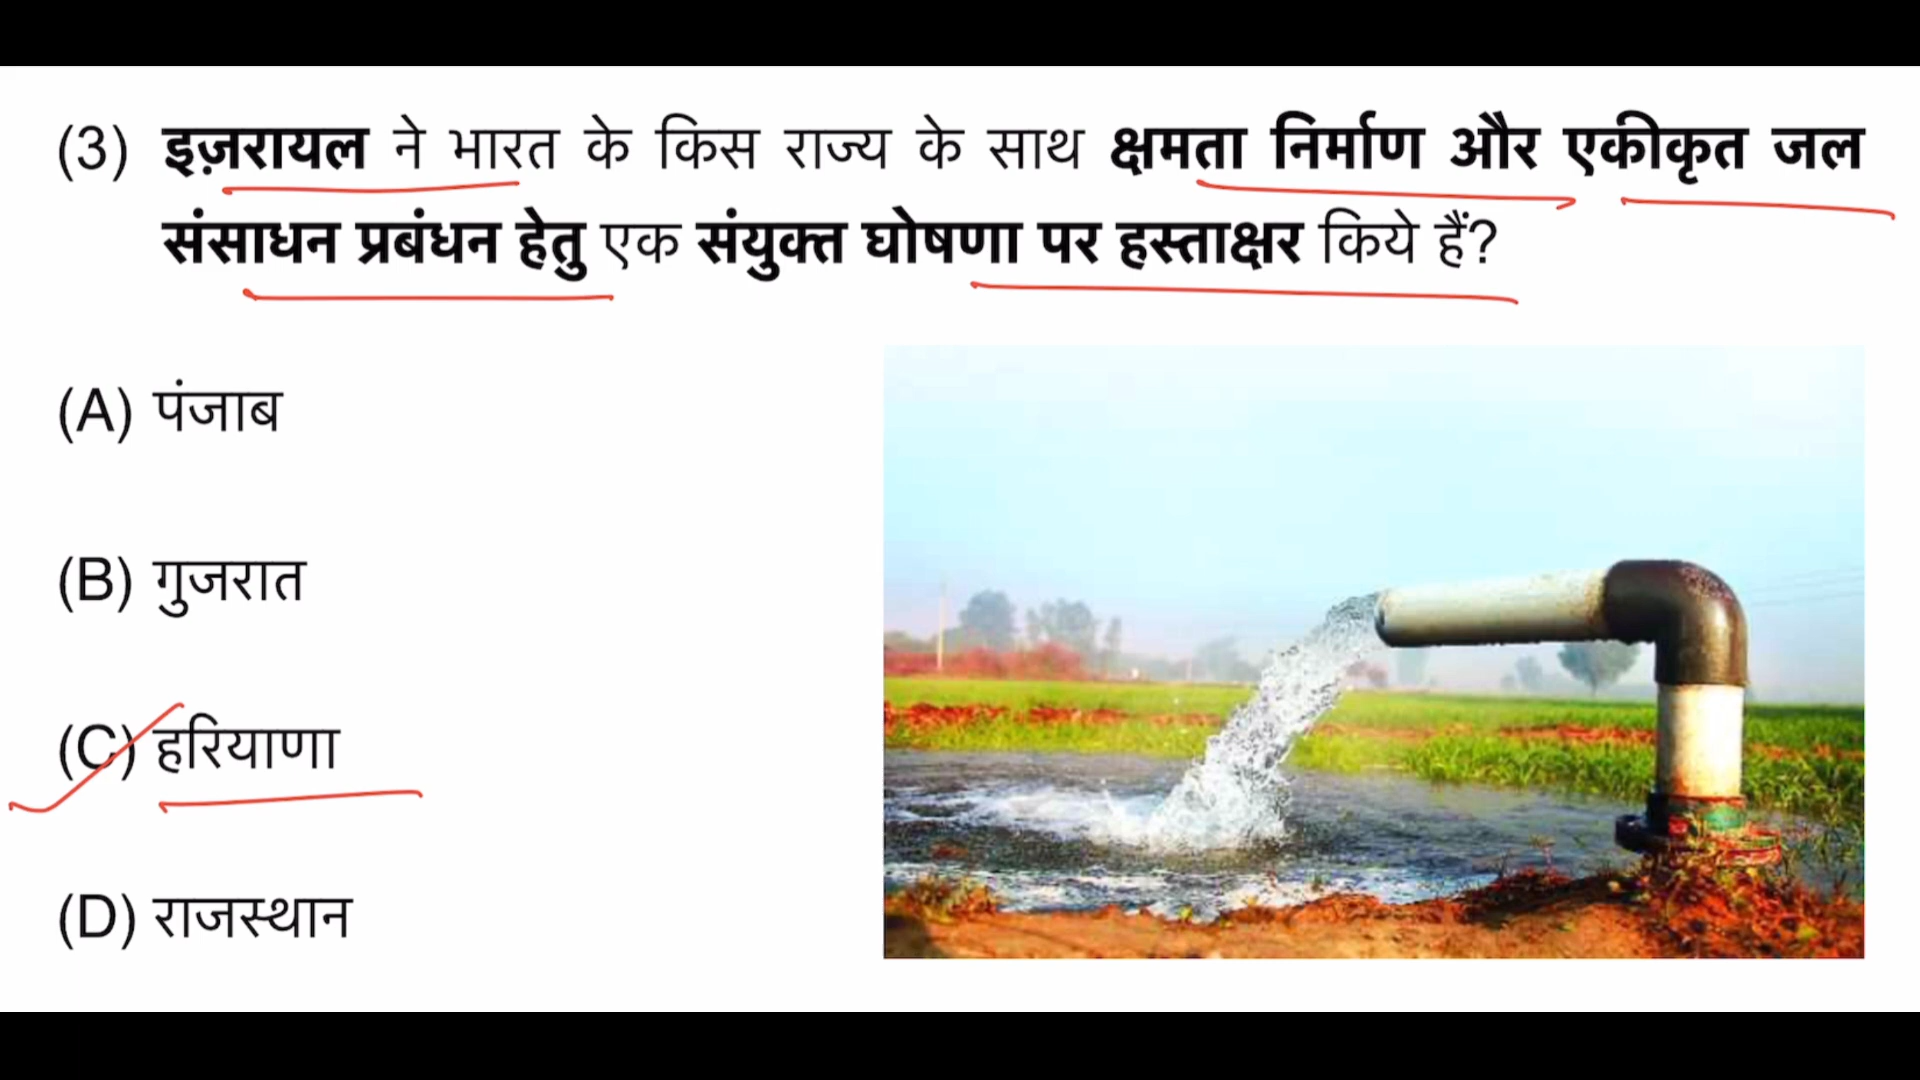 (3) इज़रायल ने भारत के किस राज्य के साथ क्षमता निर्माण और एकीकृत जल
संसाधन प्रबंधन हेतु एक संयुक्त घोषणा पर हस्ताक्षर किये हैं?
(A) पंजाब
(B) गुजरात
(C) हरियाणा
(D) राजस्थान